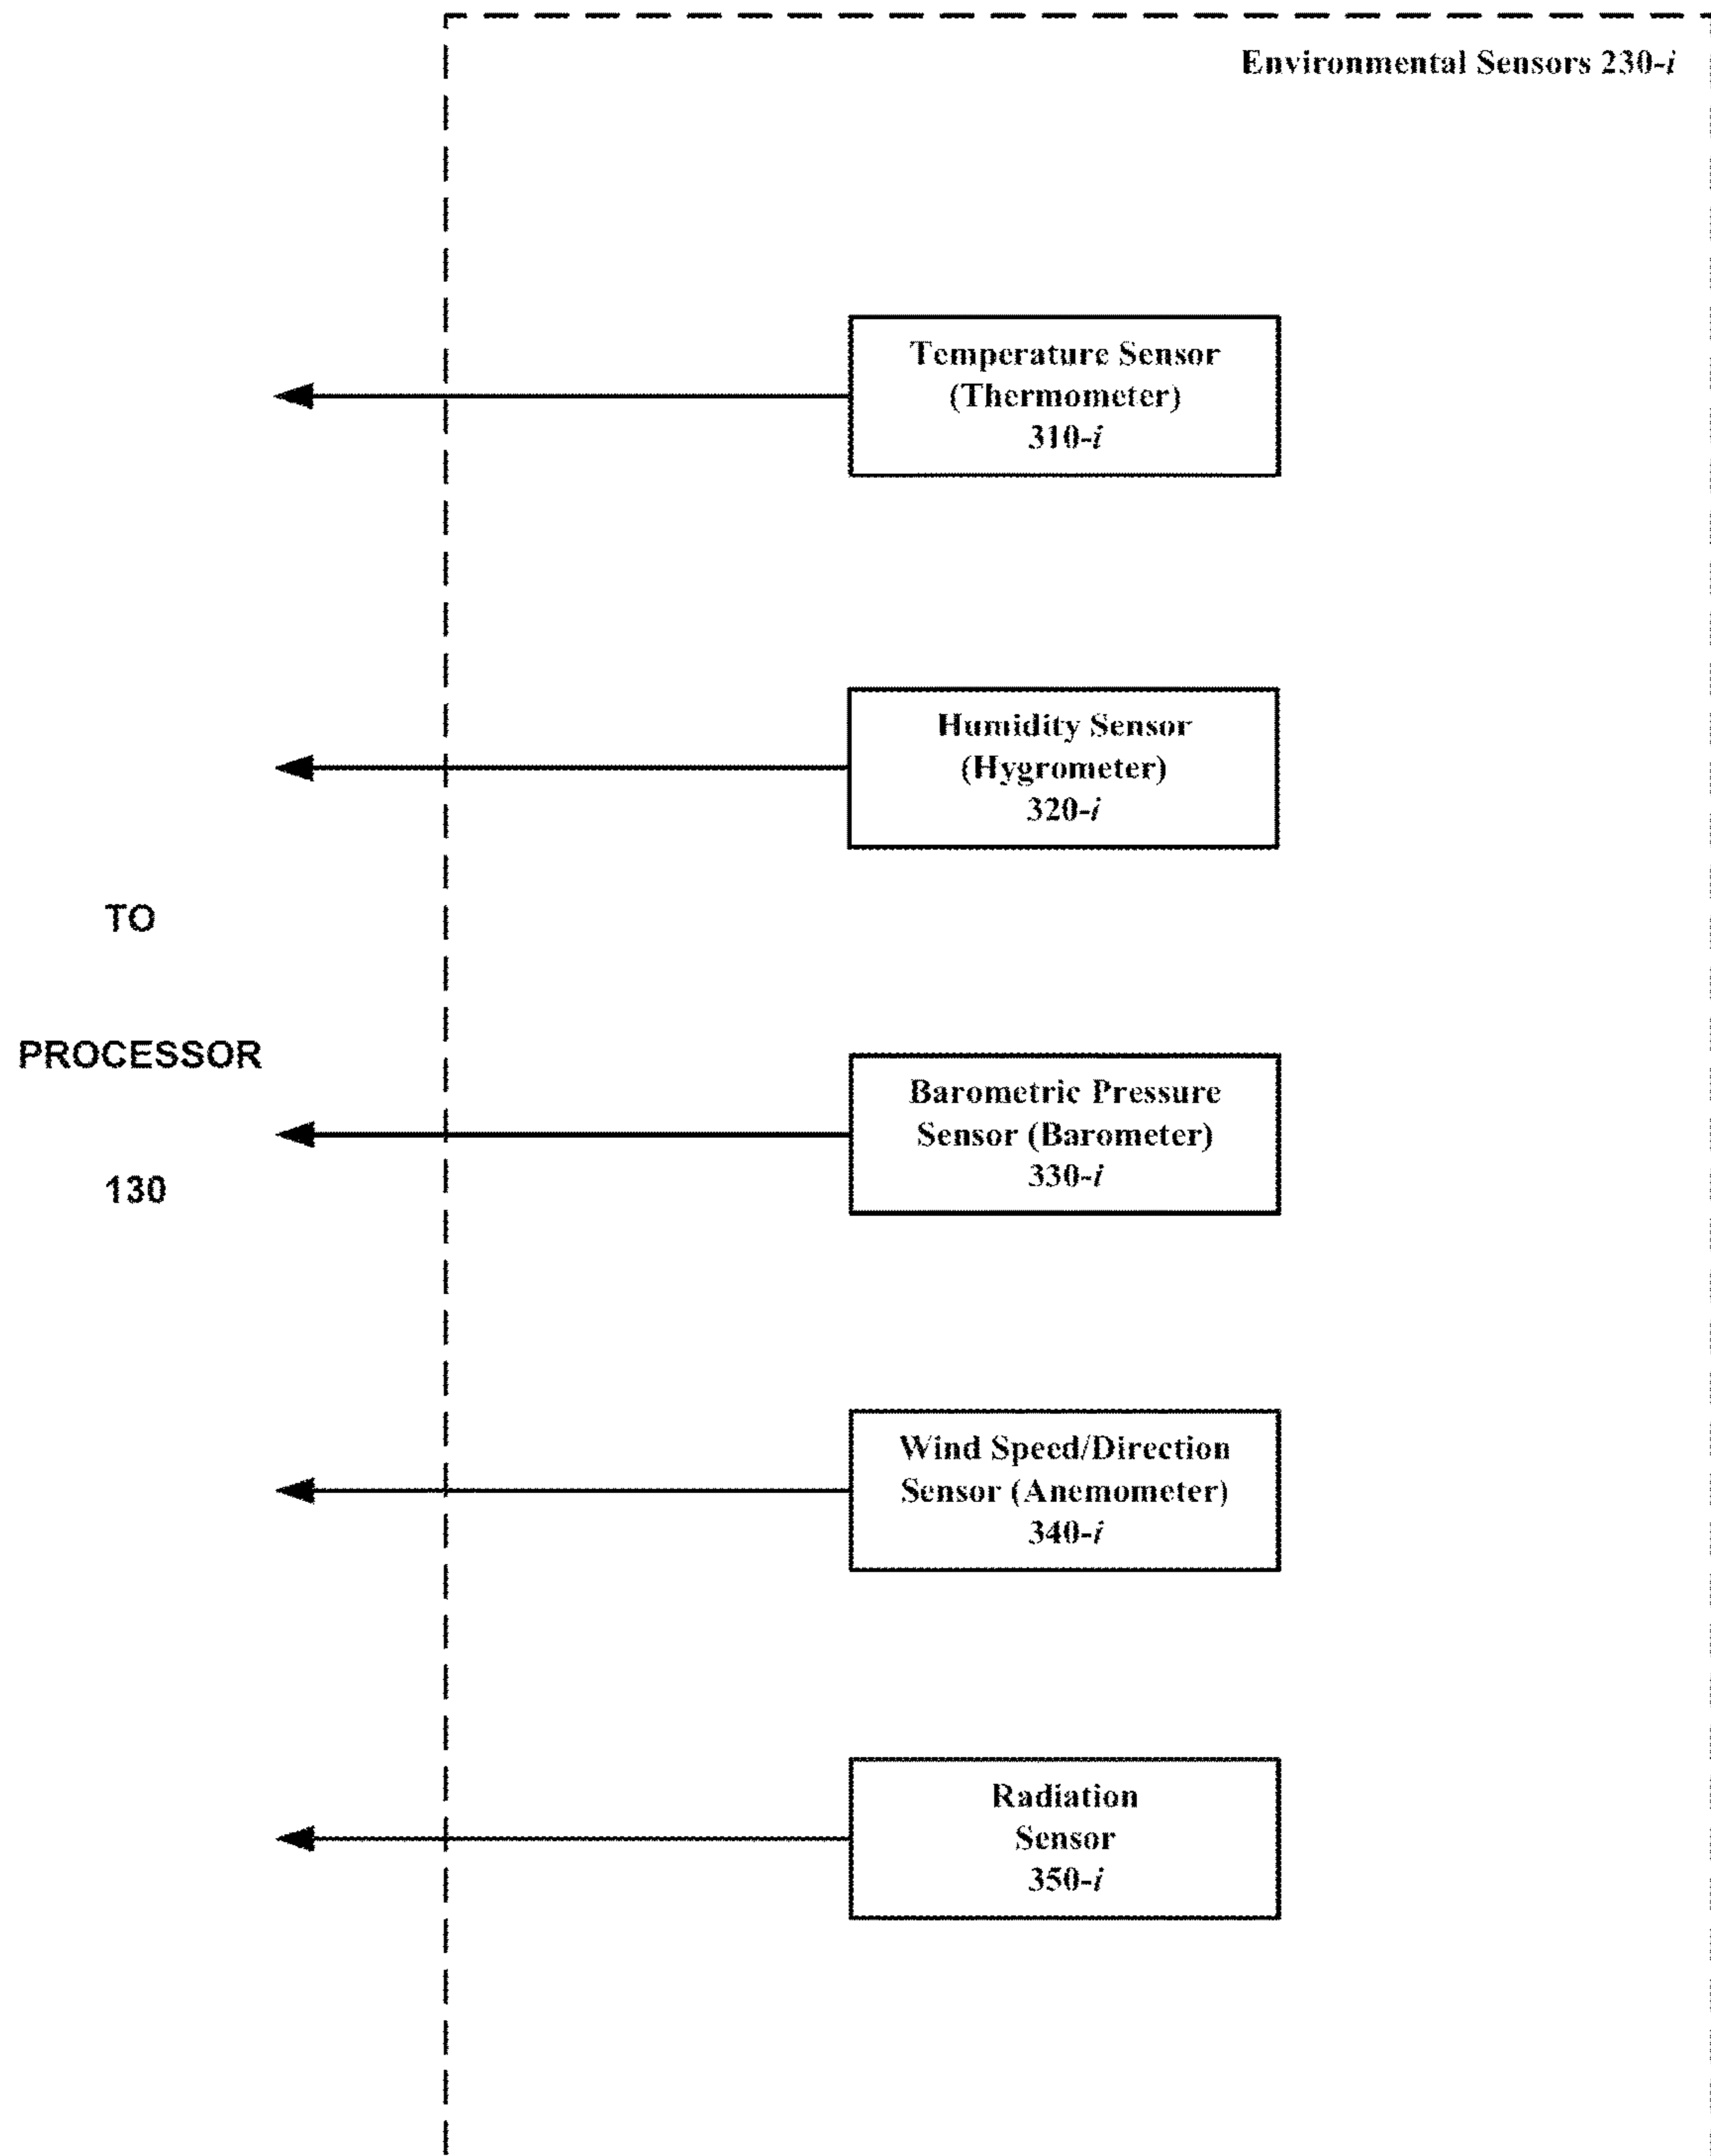 Environmental Sensors 230-i
Temperature Sensor
(Thermometer)
310-i
Humidity Sensor
(Hygrometer)
320-i
TO
PROCESSOR
130
Barometric Pressure
Sensor (Barometer)
330-i
Wind Speed/Direction
Sensor (Anemometer)
340-i
Radiation
Sensor
350-i